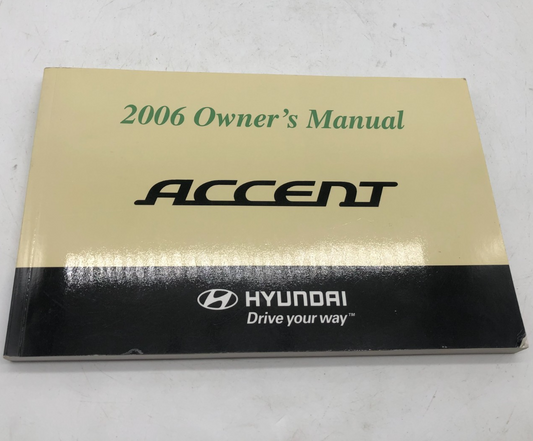 2006 Owner's Manual
ACCENT
HYUNDAI
Drive your way™